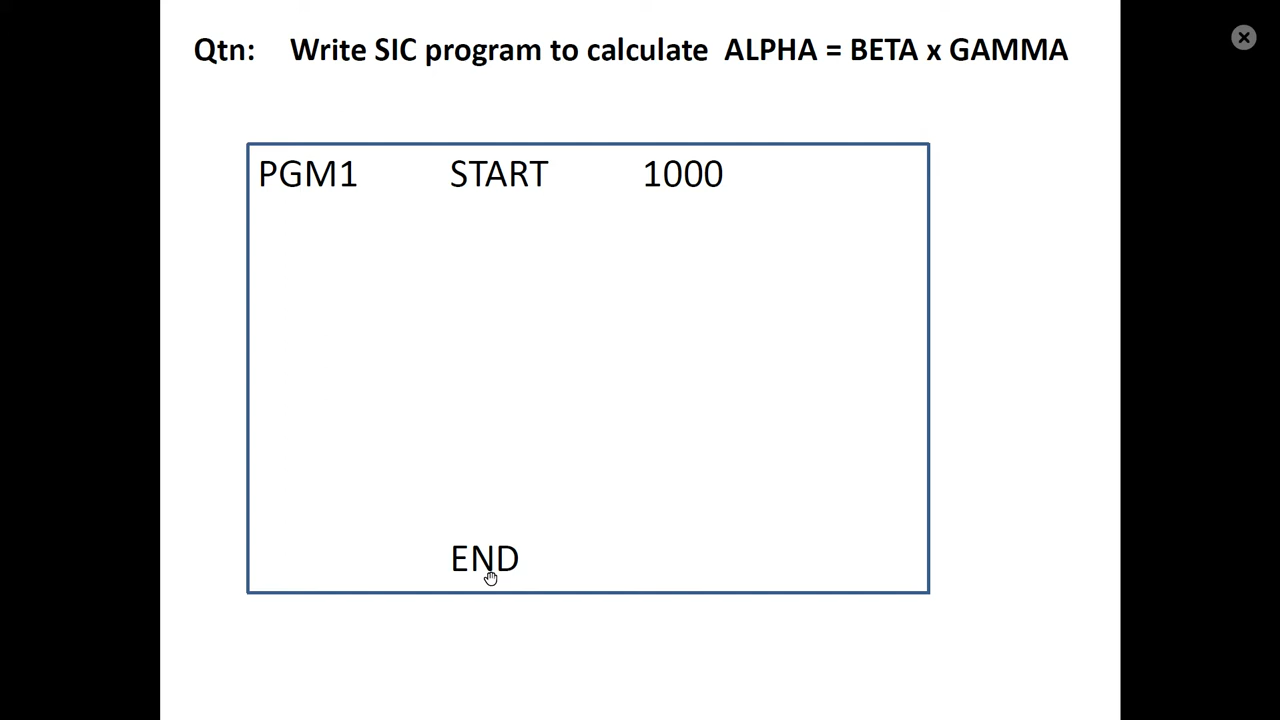 Qtn: Write SIC program to calculate ALPHA = BETA x GAMMA
PGM1 START 1000
END